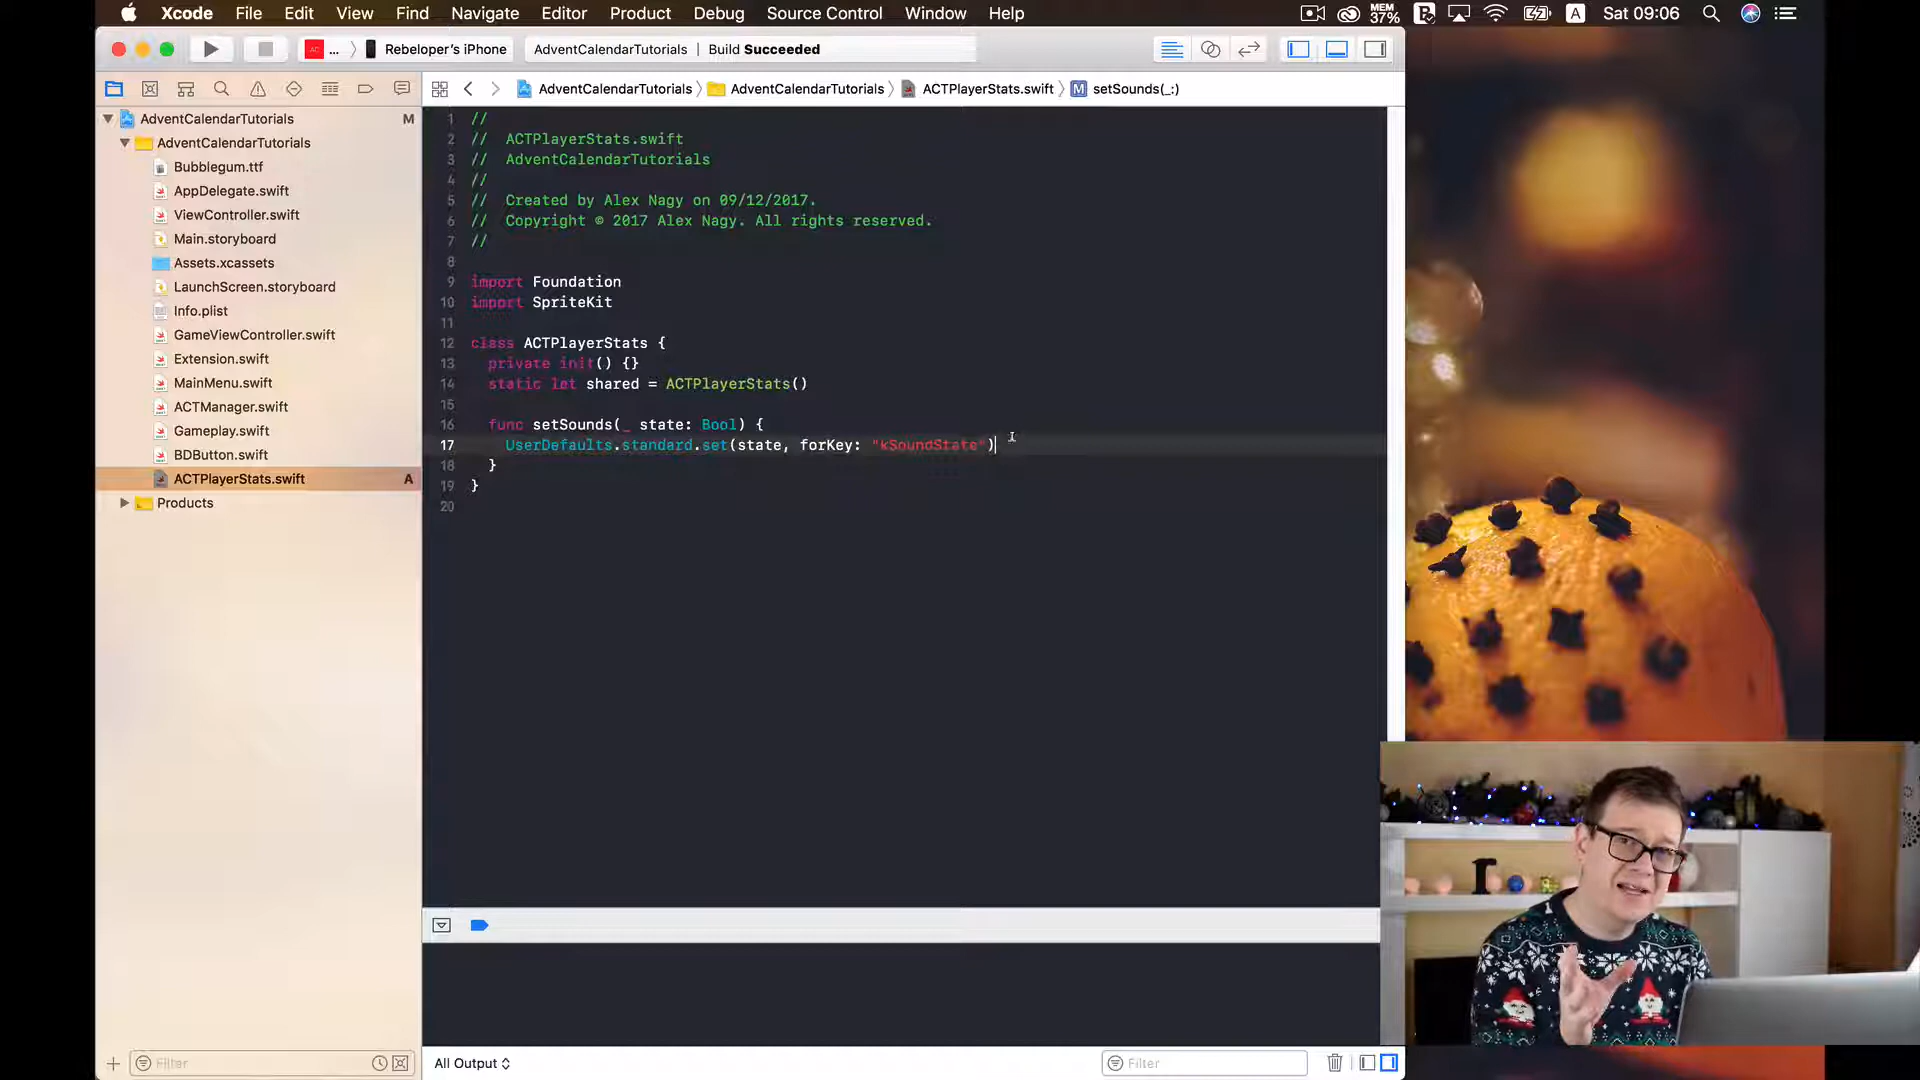 Xcode File Edit View Find Navigate Editor Product Debug Source Control Window Help MEM 37% A Sat 09:06
... Rebeloper's iPhone AdventCalendarTutorials | Build Succeeded
AdventCalendarTutorials AdventCalendarTutorials ACTPlayerStats.swift M setSounds(_:)
AdventCalendarTutorials M
AdventCalendarTutorials
Bubblegum.ttf
AppDelegate.swift
ViewController.swift
Main.storyboard
Assets.xcassets
LaunchScreen.storyboard
Info.plist
GameViewController.swift
Extension.swift
MainMenu.swift
ACTManager.swift
Gameplay.swift
BDButton.swift
ACTPlayerStats.swift A
Products
1 //
2 // ACTPlayerStats.swift
3 // AdventCalendarTutorials
4 //
5 // Created by Alex Nagy on 09/12/2017.
6 // Copyright © 2017 Alex Nagy. All rights reserved.
7 //
8
9 import Foundation
10 import SpriteKit
11
12 class ACTPlayerStats {
13 private init() {}
14 static let shared = ACTPlayerStats()
15
16 func setSounds(_ state: Bool) {
17 UserDefaults.standard.set(state, forKey: "kSoundState")
18 }
19 }
20
Filter
All Output
Filter